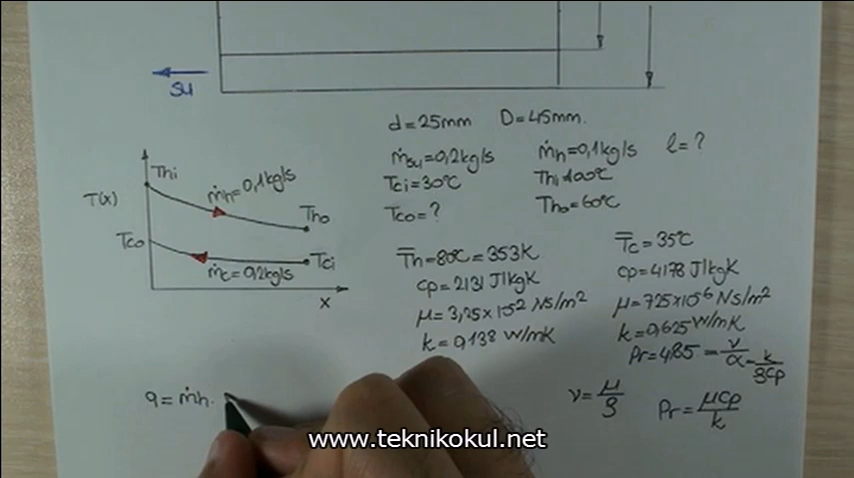 su
d=25mm D=45mm.
ṁsu=0,2kg/s ṁh=0,1kg/s l=?
Tci=30°C Thi=100°C
Tco=? Tho=60°C
Thi
ṁh=0,1kg/s
T(x)
Tho
Tco
Tci
ṁc=0,2kg/s
x
T̅h=80°C=353K T̅c=35°C
cp=2131 J/kgK cp=4178 J/kgK
μ=3,25×10⁻² Ns/m² μ=725×10⁻⁶ Ns/m²
k=0,138 W/mK k=0,625 W/mK
Pr=4,85=ν/α=k/ρcp
q=ṁh. ν=μ/ρ Pr=μcp/k
www.teknikokul.net